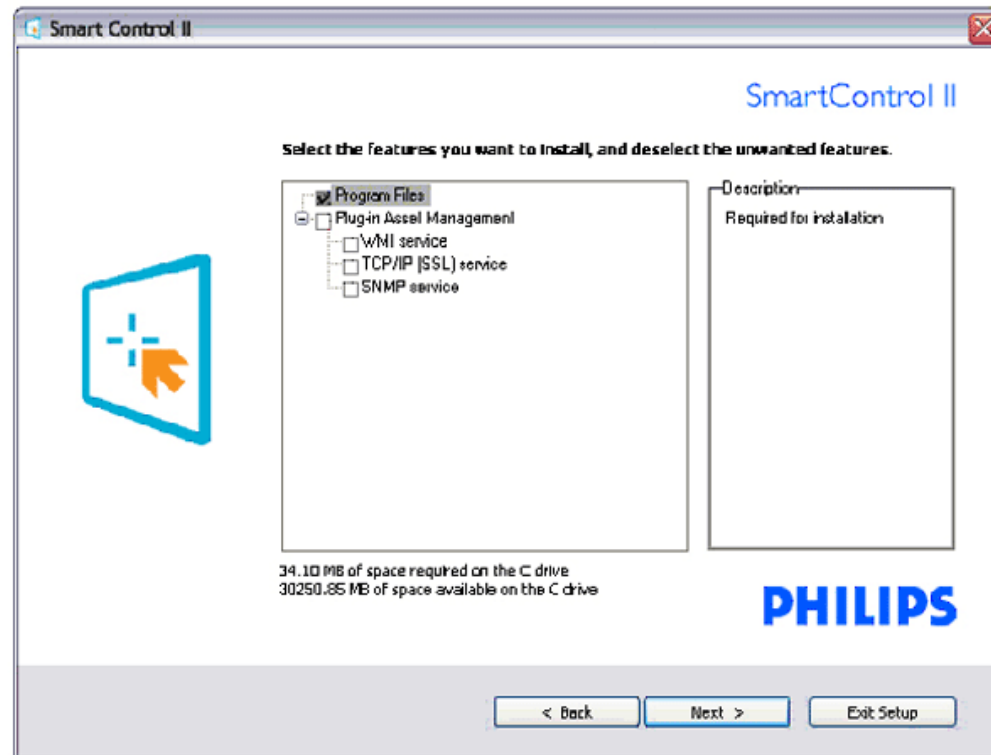 Smart Control II
SmartControl II
Select the features you want to install, and deselect the unwanted features.
Program Files
Plug-in Asset Management
WMI service
TCP/IP (SSL) service
SNMP service
Description
Required for installation
34.10 MB of space required on the C drive
30250.85 MB of space available on the C drive
PHILIPS
< Back
Next >
Exit Setup